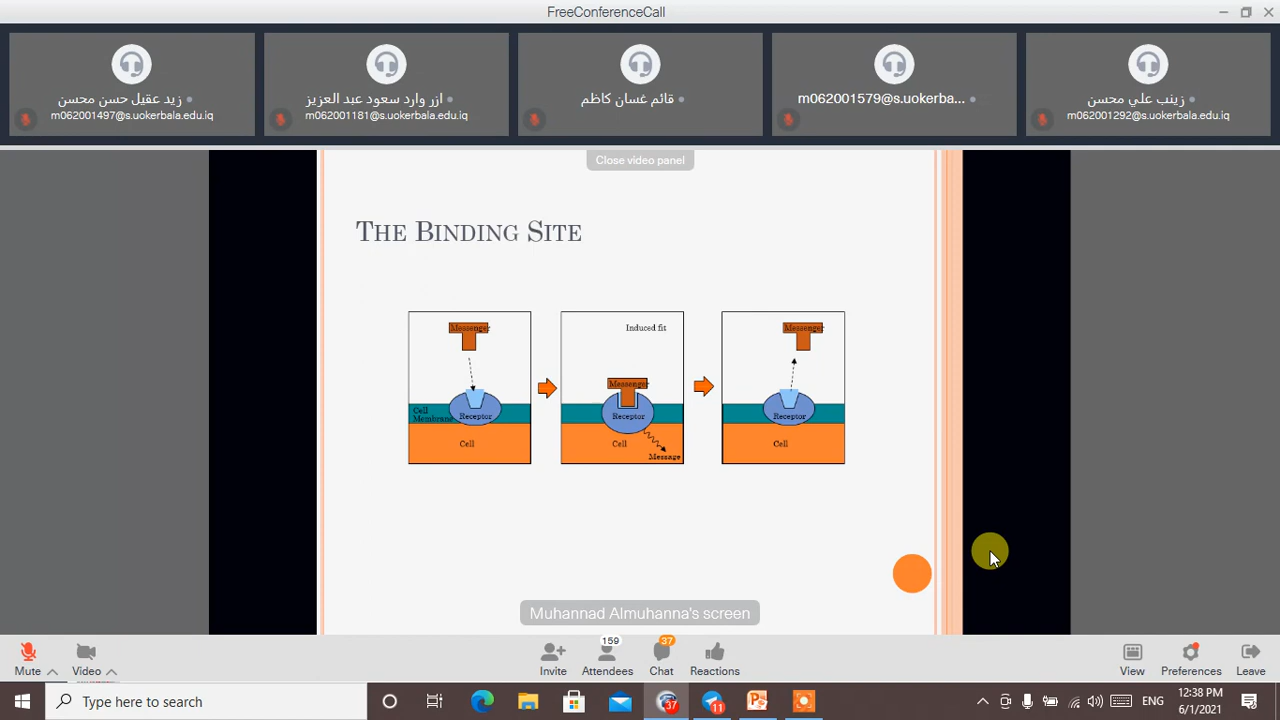 FreeConferenceCall
زيد عقيل حسن محسن
m062001497@s.uokerbala.edu.iq
ازر وارد سعود عبد العزيز
m062001181@s.uokerbala.edu.iq
قائم غسان كاظم
m062001579@s.uokerba...
زينب علي محسن
m062001292@s.uokerbala.edu.iq
Close video panel
THE BINDING SITE
Messenger
Cell
Membrane
Receptor
Cell
Induced fit
Messenger
Receptor
Cell
Message
Messenger
Receptor
Cell
Muhannad Almuhanna's screen
Mute
Video
Invite
159
Attendees
37
Chat
Reactions
View
Preferences
Leave
Type here to search
37
11
ENG
12:38 PM
6/1/2021